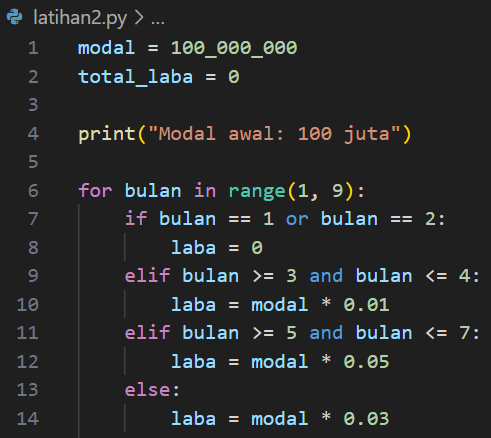 latihan2.py > ...
1 modal = 100_000_000
2 total_laba = 0
3
4 print("Modal awal: 100 juta")
5
6 for bulan in range(1, 9):
7     if bulan == 1 or bulan == 2:
8         laba = 0
9     elif bulan >= 3 and bulan <= 4:
10         laba = modal * 0.01
11     elif bulan >= 5 and bulan <= 7:
12         laba = modal * 0.05
13     else:
14         laba = modal * 0.03